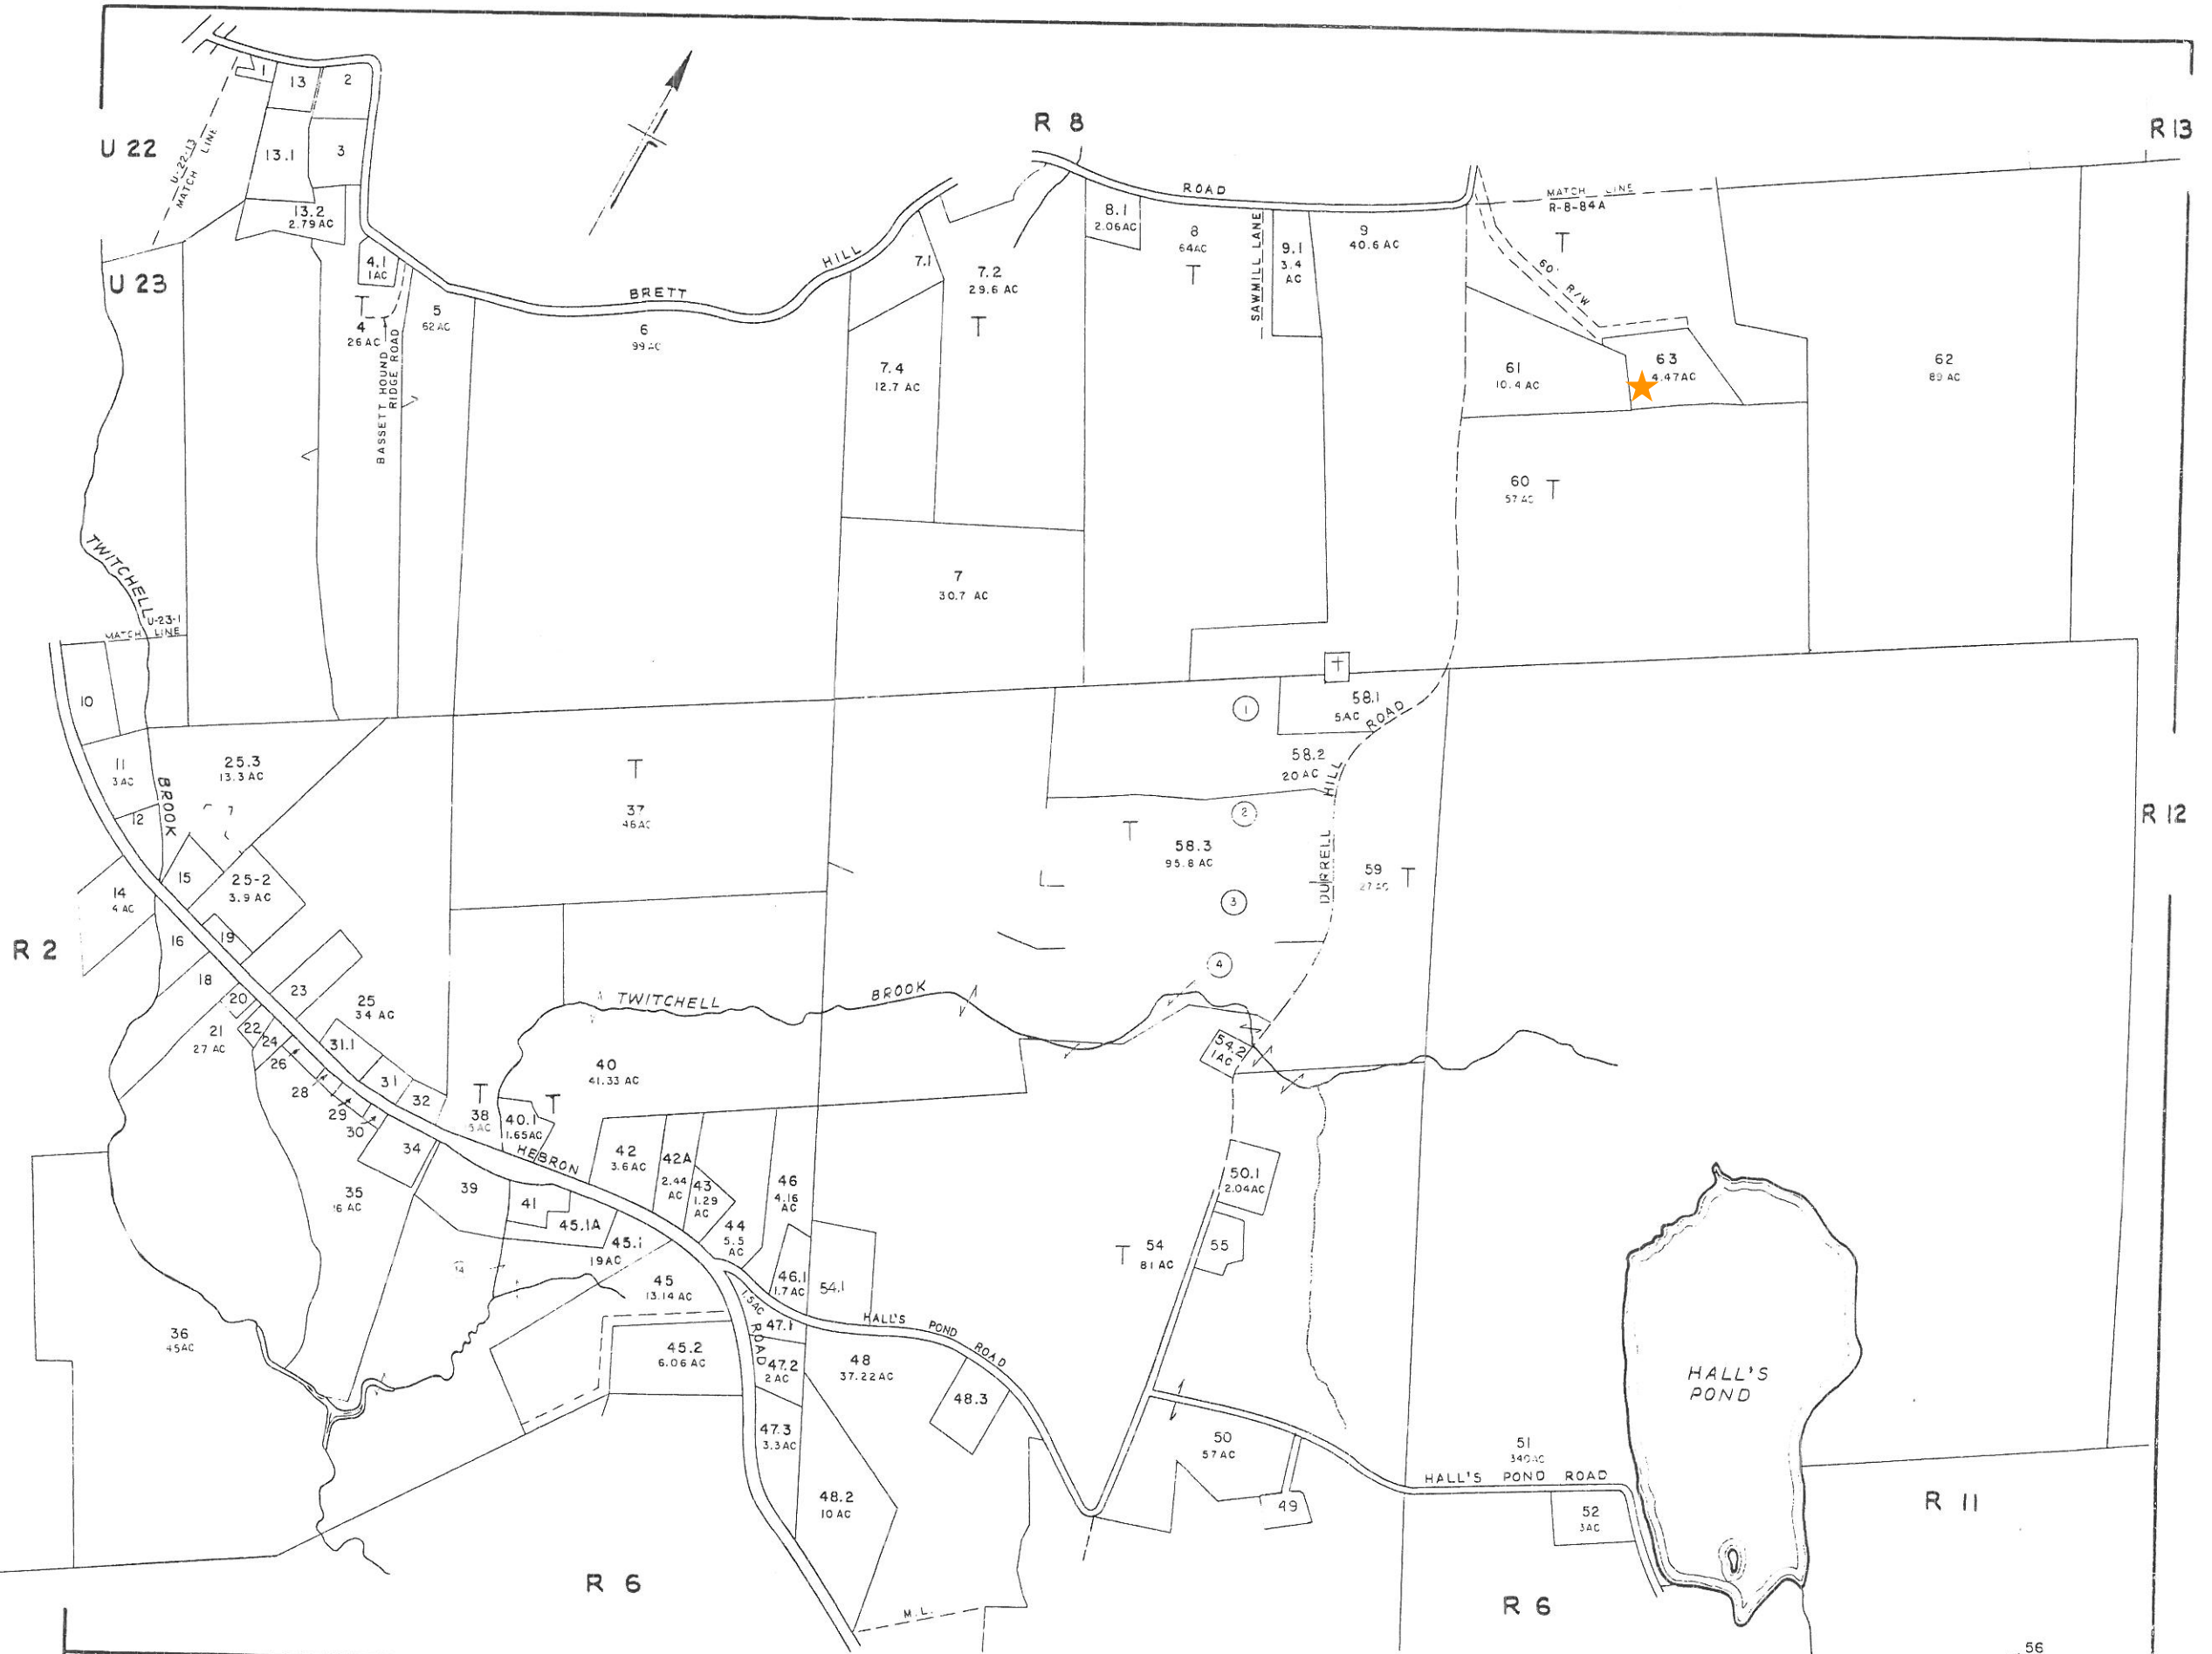 R 8
R 13
1
13
2
U 22
U-22-13
MATCH LINE
13.1
3
13.2
2.79 AC
ROAD
MATCH LINE
R-8-84A
8.1
2.06 AC
8
64 AC
T
SAWMILL LANE
9.1
3.4
AC
9
40.6 AC
T
60' R/W
U 23
4.1
1 AC
T
4
26 AC
BASSETT HOUND
RIDGE ROAD
5
62 AC
BRETT
HILL
6
99 AC
7.1
7.2
29.6 AC
T
7.4
12.7 AC
61
10.4 AC
63
4.47 AC
62
89 AC
60
57 AC
T
TWITCHELL
U-23-1
MATCH LINE
7
30.7 AC
T
10
1
58.1
5 AC
ROAD
11
3 AC
BROOK
25.3
13.3 AC
T
37
46 AC
58.2
20 AC
HILL
12
2
T
58.3
95.8 AC
DURRELL
59
27 AC
T
R 12
14
4 AC
15
25-2
3.9 AC
3
R 2
16
19
4
18
20
23
25
34 AC
TWITCHELL
BROOK
21
27 AC
22
24
31.1
26
54.2
1 AC
28
31
40
41.33 AC
29
32
T
38
5 AC
T
40.1
1.65 AC
30
34
HEBRON
42
3.6 AC
42A
2.44
AC
43
1.29
AC
46
4.16
AC
50.1
2.04 AC
35
16 AC
39
41
45.1A
44
5.5
AC
45.1
19 AC
T
54
81 AC
55
45
13.14 AC
46.1
1.7 AC
54.1
1.5 AC
36
45 AC
47.1
HALL'S POND ROAD
ROAD
45.2
6.06 AC
47.2
2 AC
48
37.22 AC
48.3
HALL'S
POND
47.3
3.3 AC
50
57 AC
51
340 AC
HALL'S POND ROAD
48.2
10 AC
49
52
3 AC
R 11
R 6
M.L.
R 6
56